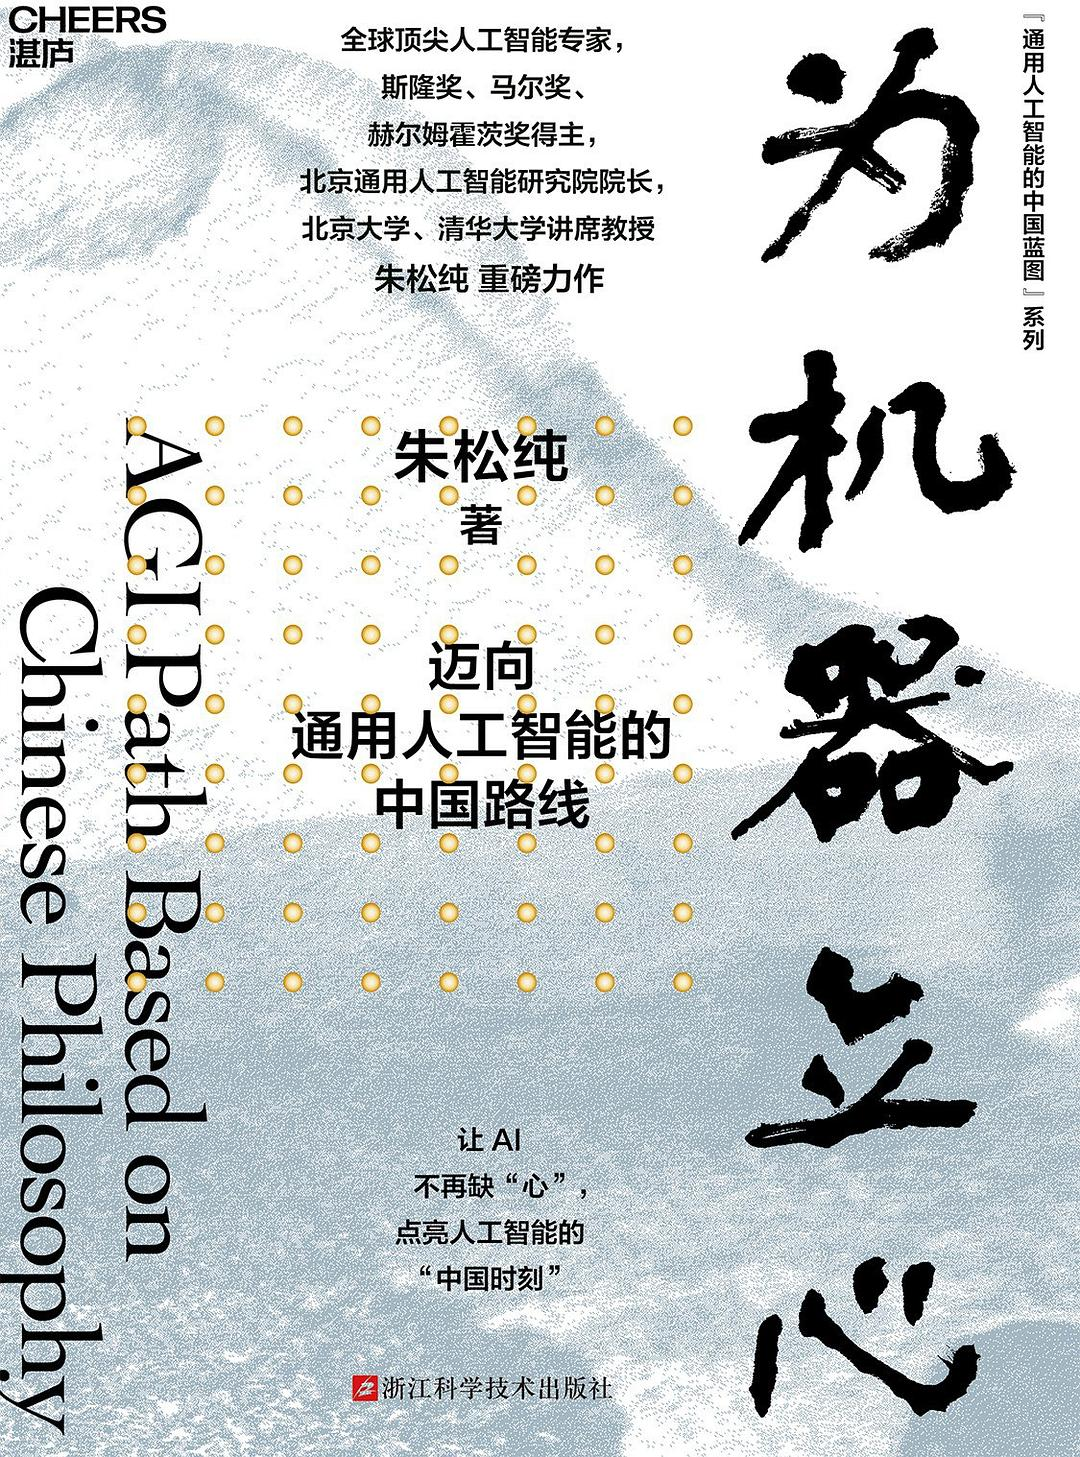 CHEERS
湛庐
全球顶尖人工智能专家，
斯隆奖、马尔奖、
赫尔姆霍茨奖得主，
北京通用人工智能研究院院长，
北京大学、清华大学讲席教授
朱松纯 重磅力作
『通用人工智能的中国蓝图』系列
为机器立心
朱松纯
著
迈向
通用人工智能的
中国路线
AGI Path Based on
Chinese Philosophy
让 AI
不再缺“心”，
点亮人工智能的
“中国时刻”
浙江科学技术出版社